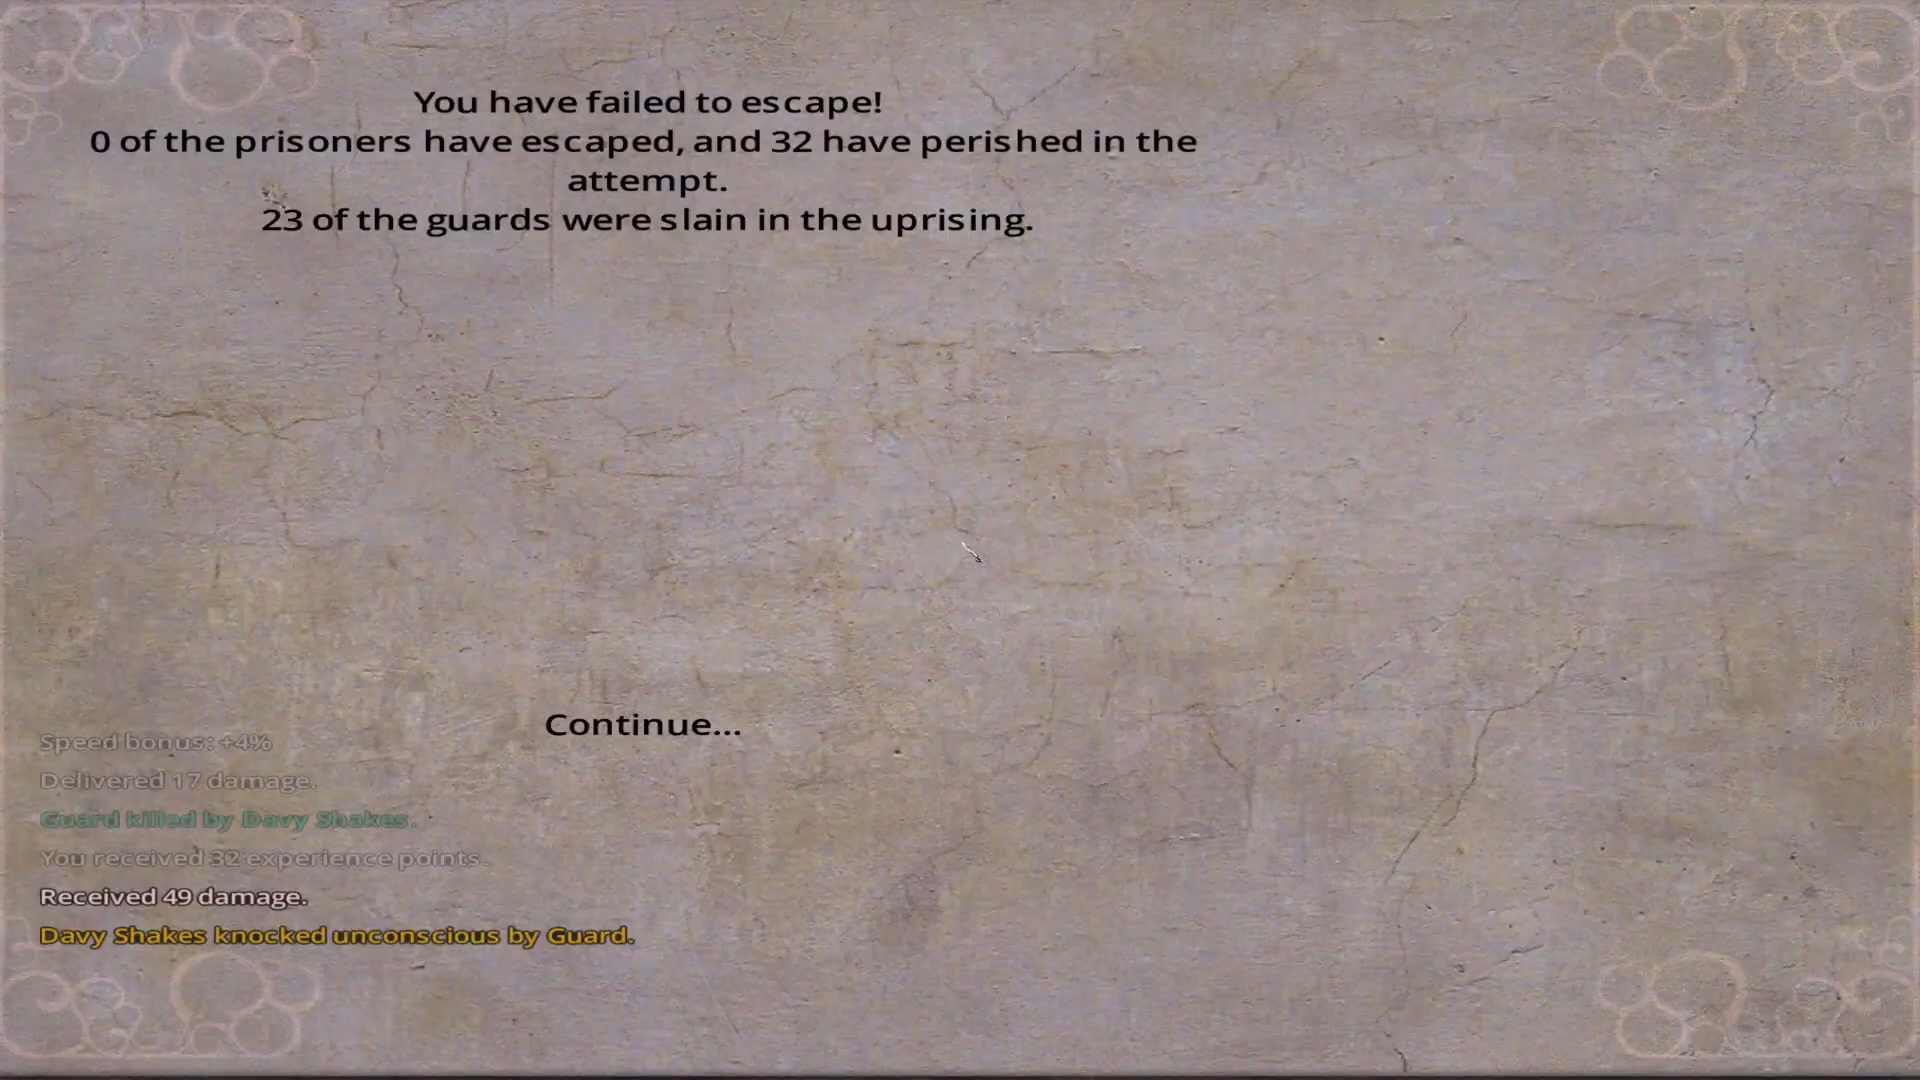 You have failed to escape!
0 of the prisoners have escaped, and 32 have perished in the
attempt.
23 of the guards were slain in the uprising.
Continue...
Speed bonus: +4%
Delivered 17 damage.
Guard killed by Davy Shakes.
You received 32 experience points.
Received 49 damage.
Davy Shakes knocked unconscious by Guard.